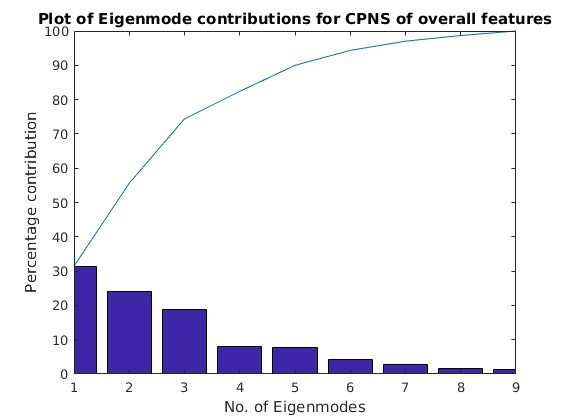 Plot of Eigenmode contributions for CPNS of overall features
100
90
80
70
60
50
40
30
20
10
0
Percentage contribution
1 2 3 4 5 6 7 8 9
No. of Eigenmodes